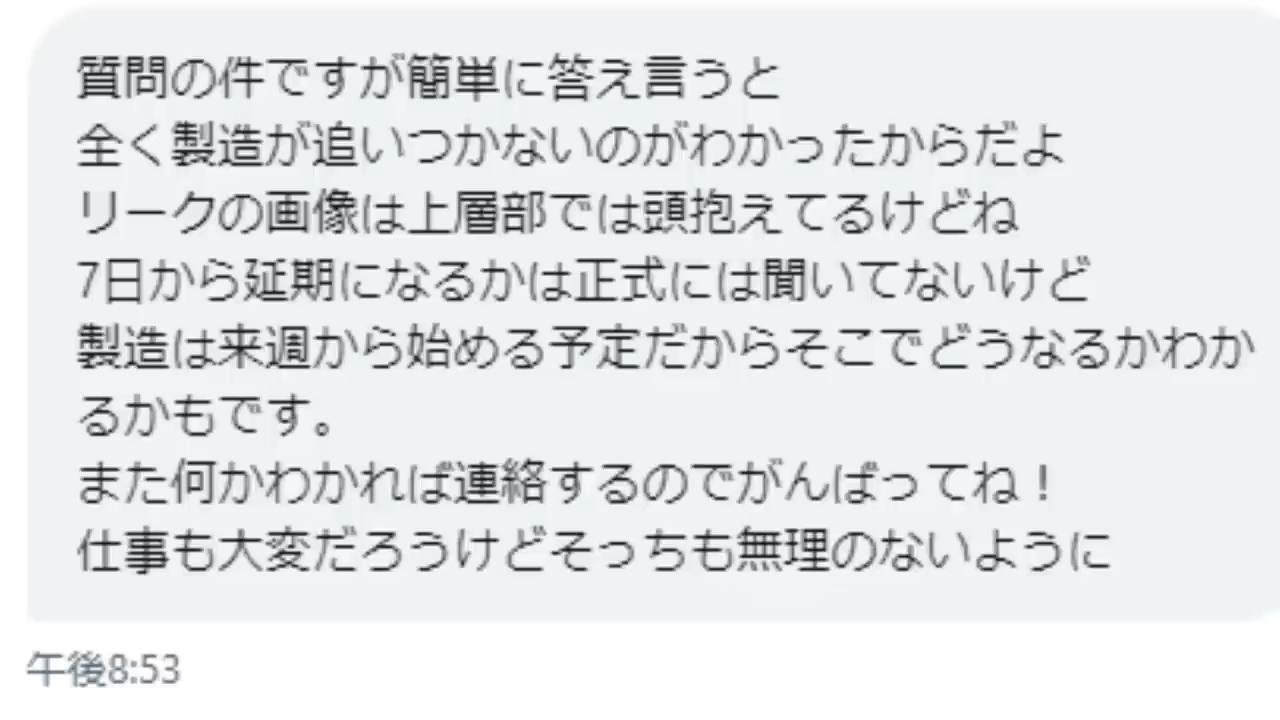 質問の件ですが簡単に答え言うと
全く製造が追いつかないのがわかったからだよ
リークの画像は上層部では頭抱えてるけどね
7日から延期になるかは正式には聞いてないけど
製造は来週から始める予定だからそこでどうなるかわか
るかもです。
また何かわかれば連絡するのでがんばってね！
仕事も大変だろうけどそっちも無理のないように
午後8:53